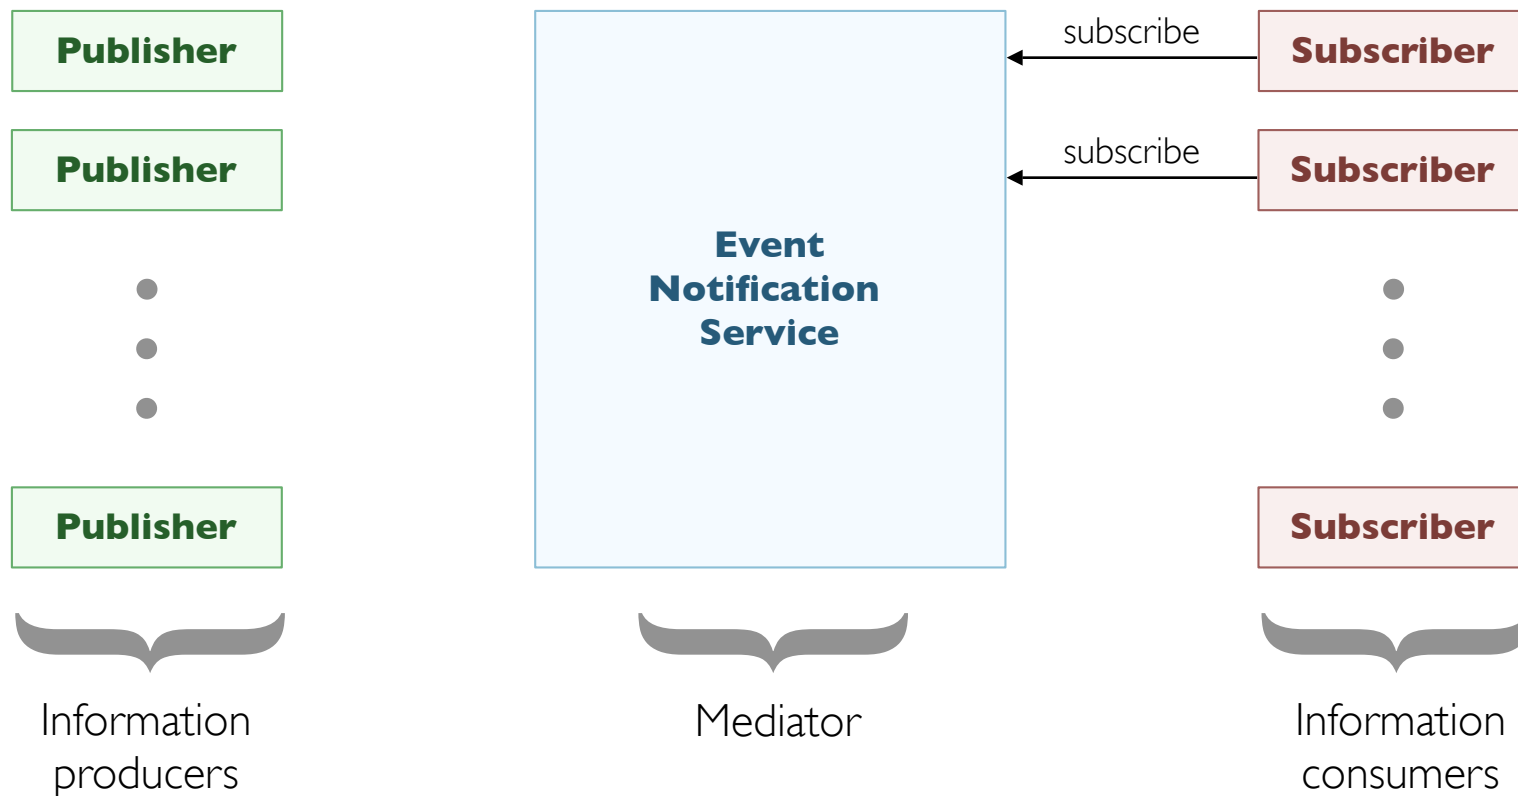 Publisher
subscribe
Subscriber
Publisher
subscribe
Subscriber
Event
Notification
Service
Publisher
Subscriber
Information
producers
Mediator
Information
consumers